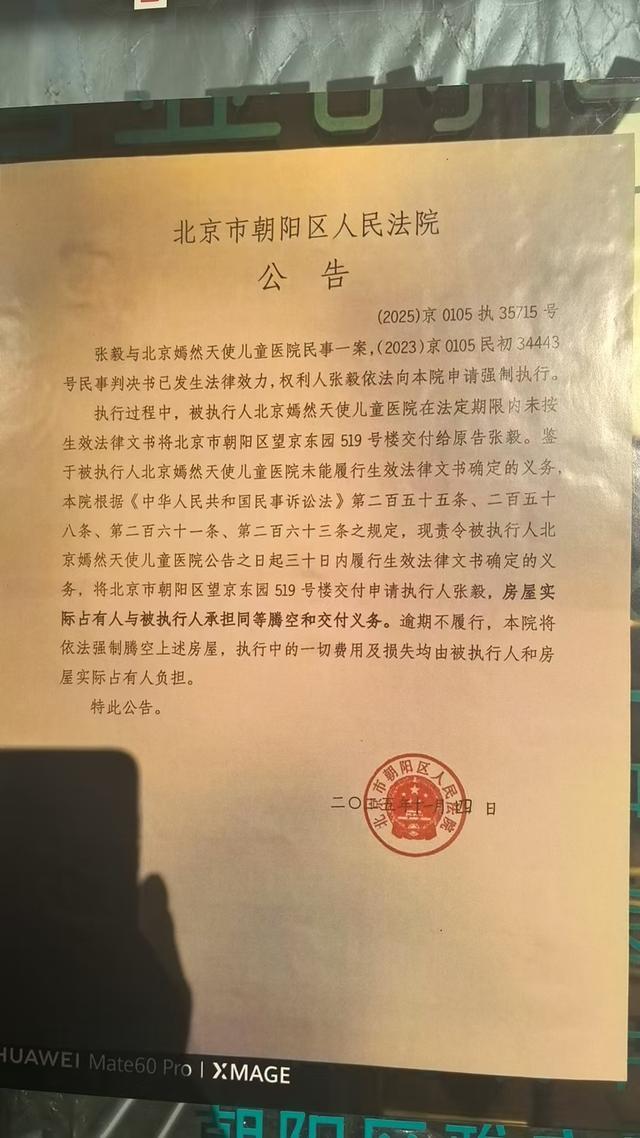 北京市朝阳区人民法院
公 告
(2025)京 0105 执 35715 号
张毅与北京嫣然天使儿童医院民事一案,(2023)京 0105 民初 34443
号民事判决书已发生法律效力,权利人张毅依法向本院申请强制执行。
执行过程中,被执行人北京嫣然天使儿童医院在法定期限内未按
生效法律文书将北京市朝阳区望京东园 519 号楼交付给原告张毅。鉴
于被执行人北京嫣然天使儿童医院未能履行生效法律文书确定的义务,
本院根据《中华人民共和国民事诉讼法》第二百五十五条、二百五十
八条、第二百六十一条、第二百六十三条之规定,现责令被执行人北
京嫣然天使儿童医院公告之日起三十日内履行生效法律文书确定的义
务,将北京市朝阳区望京东园 519 号楼交付申请执行人张毅,房屋实
际占有人与被执行人承担同等腾空和交付义务。逾期不履行,本院将
依法强制腾空上述房屋,执行中的一切费用及损失均由被执行人和房
屋实际占有人负担。
特此公告。
二〇二五年十一月十四日
北京市朝阳区人民法院
HUAWEI Mate60 Pro | XMAGE
朝阳区